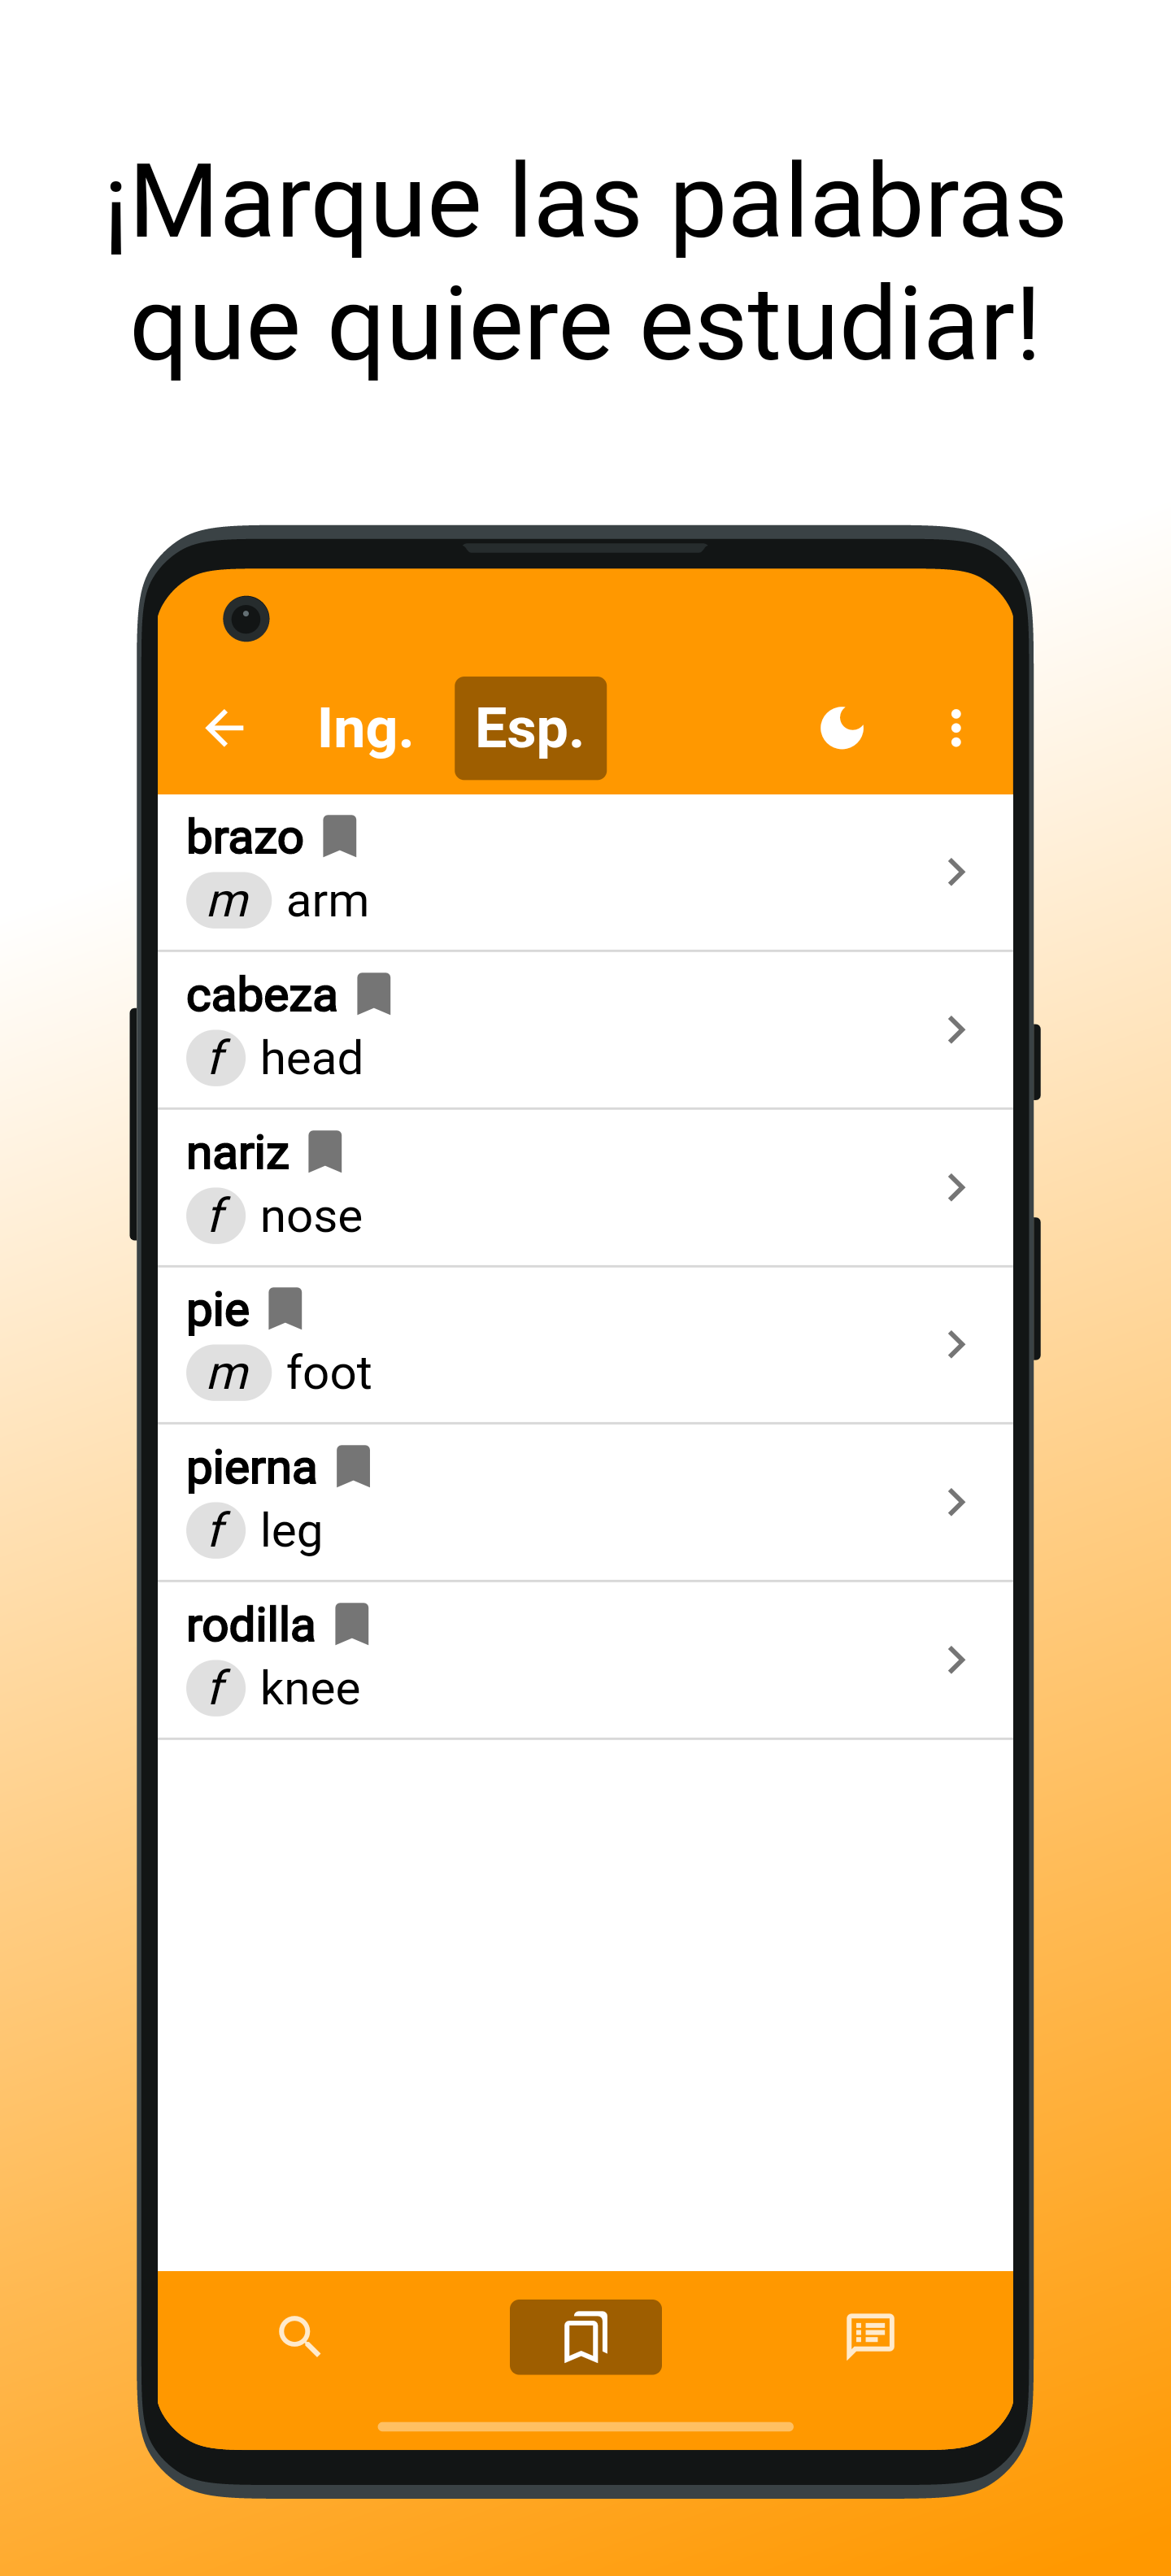 ¡Marque las palabras
que quiere estudiar!
Ing. Esp.
brazo
m arm
cabeza
f head
nariz
f nose
pie
m foot
pierna
f leg
rodilla
f knee